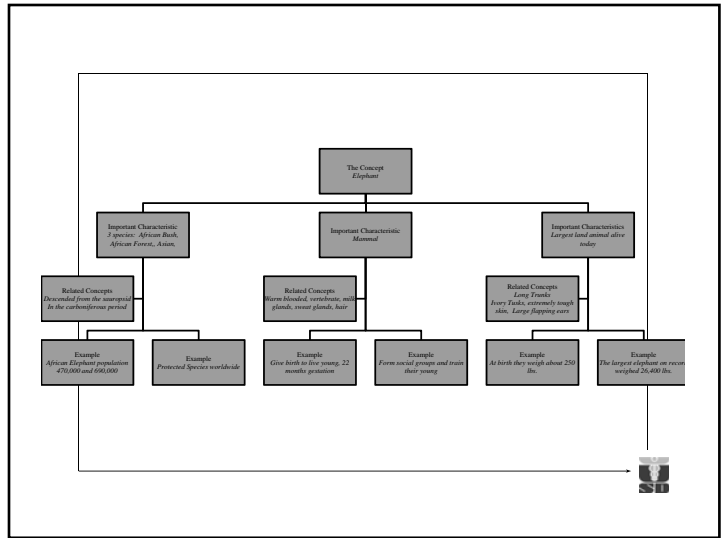 The Concept
Elephant
Important Characteristic
3 species: African Bush,
African Forest,, Asian,
Important Characteristic
Mammal
Important Characteristics
Largest land animal alive
today
Related Concepts
Descended from the sauropsid
In the carboniferous period
Related Concepts
Warm blooded, vertebrate, milk
glands, sweat glands, hair
Related Concepts
Long Trunks
Ivory Tusks, extremely tough
skin, Large flapping ears
Example
African Elephant population
470,000 and 690,000
Example
Protected Species worldwide
Example
Give birth to live young, 22
months gestation
Example
Form social groups and train
their young
Example
At birth they weigh about 250
lbs.
Example
The largest elephant on recor
weighed 26,400 lbs.